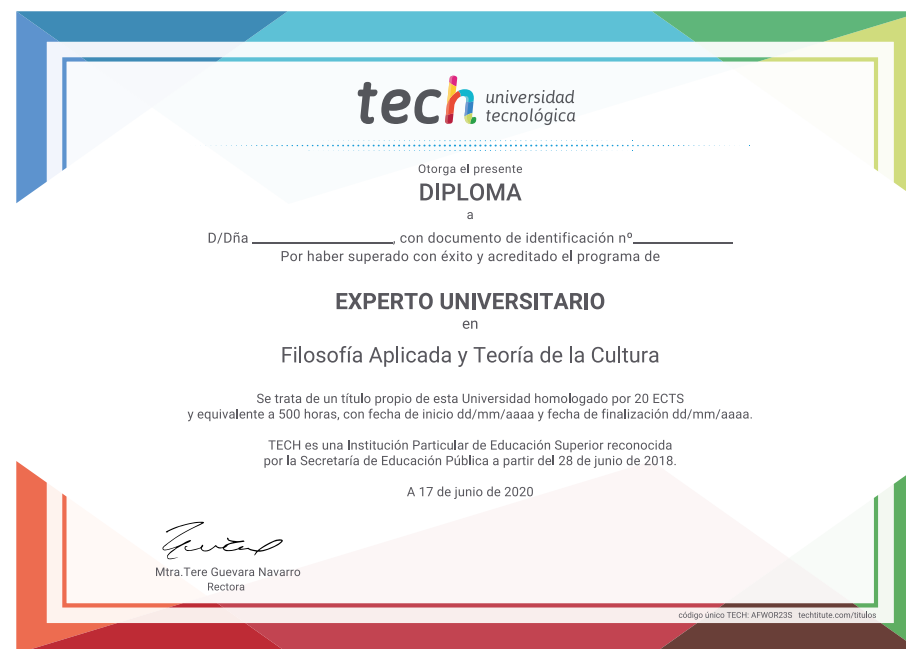 tech universidad
tecnológica
Otorga el presente
DIPLOMA
a
D/Dña ____________________, con documento de identificación nº______________
Por haber superado con éxito y acreditado el programa de
EXPERTO UNIVERSITARIO
en
Filosofía Aplicada y Teoría de la Cultura
Se trata de un título propio de esta Universidad homologado por 20 ECTS
y equivalente a 500 horas, con fecha de inicio dd/mm/aaaa y fecha de finalización dd/mm/aaaa.
TECH es una Institución Particular de Educación Superior reconocida
por la Secretaría de Educación Pública a partir del 28 de junio de 2018.
A 17 de junio de 2020
Mtra.Tere Guevara Navarro
Rectora
código único TECH: AFWOR23S techtitute.com/titulos